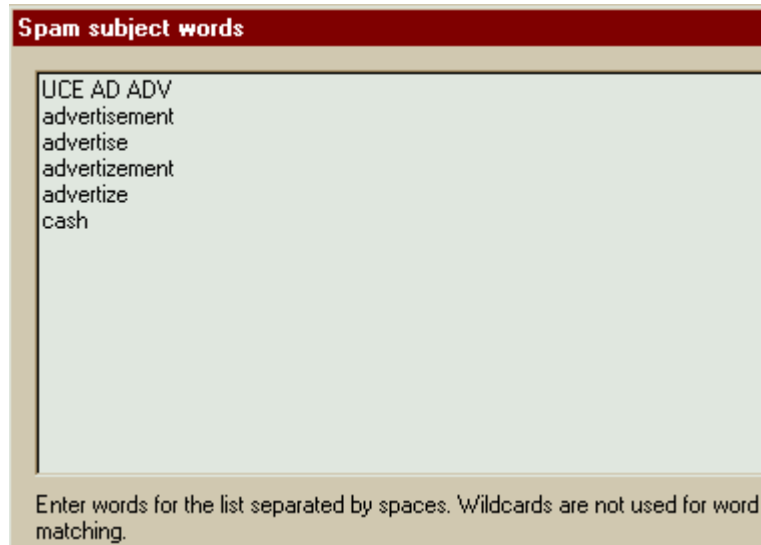 Spam subject words
UCE AD ADV
advertisement
advertise
advertizement
advertize
cash
Enter words for the list separated by spaces. Wildcards are not used for word
matching.